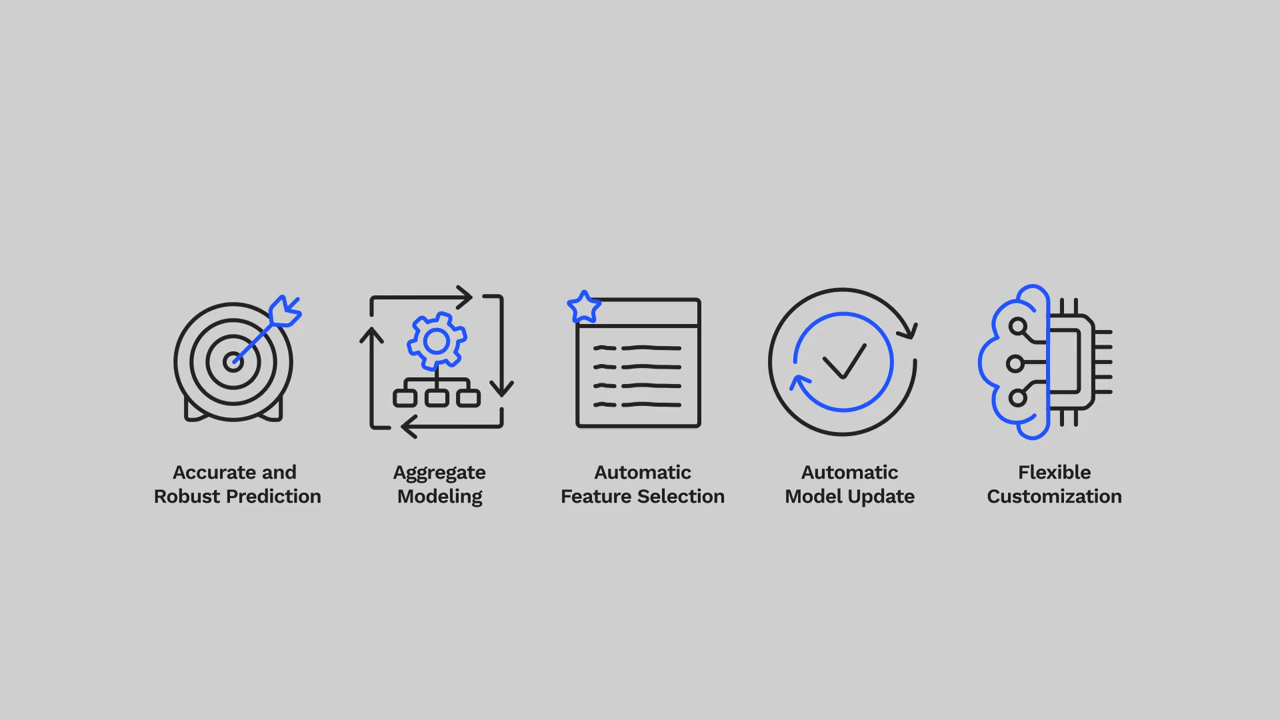 Accurate and
Robust Prediction
Aggregate
Modeling
Automatic
Feature Selection
Automatic
Model Update
Flexible
Customization